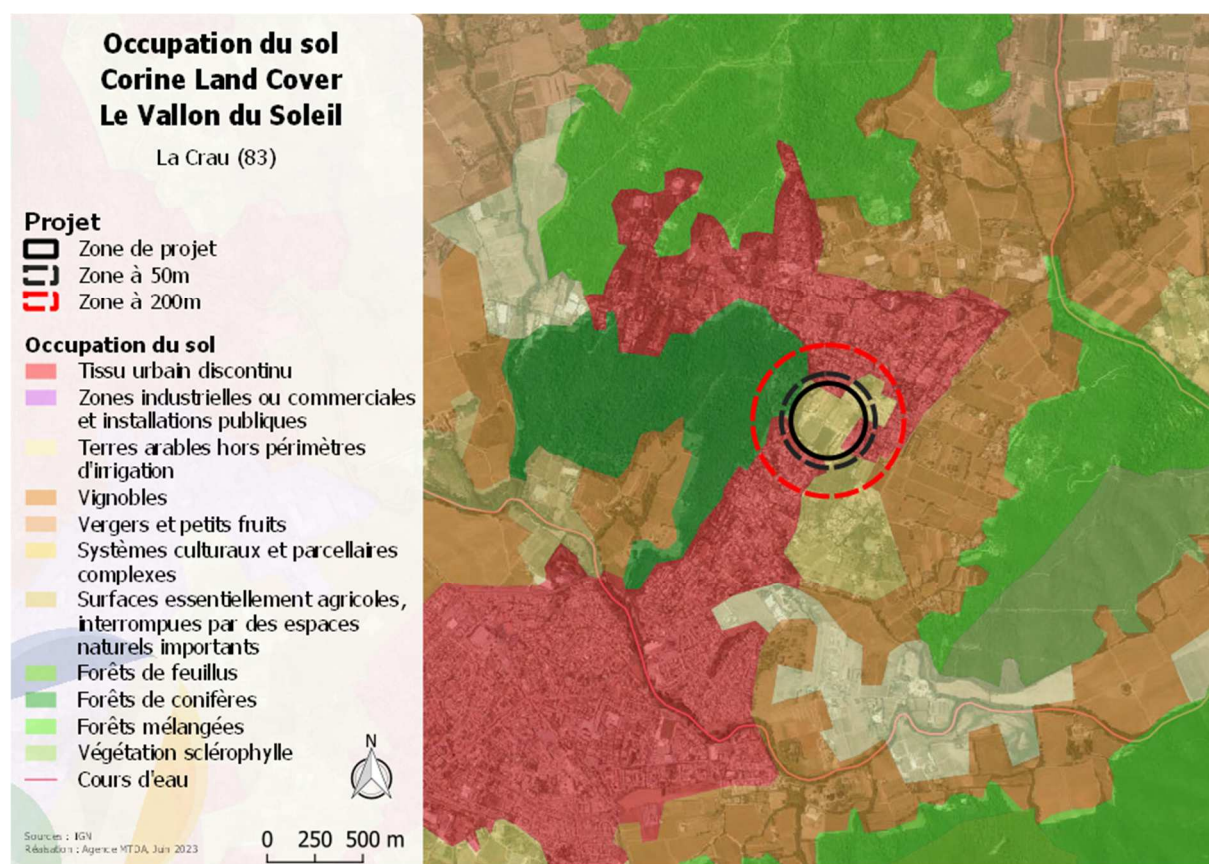 Occupation du sol
Corine Land Cover
Le Vallon du Soleil
La Crau (83)
Projet
Zone de projet
Zone à 50m
Zone à 200m
Occupation du sol
Tissu urbain discontinu
Zones industrielles ou commerciales
et installations publiques
Terres arables hors périmètres
d'irrigation
Vignobles
Vergers et petits fruits
Systèmes culturaux et parcellaires
complexes
Surfaces essentiellement agricoles,
interrompues par des espaces
naturels importants
Forêts de feuillus
Forêts de conifères
Forêts mélangées
Végétation sclérophylle
Cours d'eau
N
Sources : IGN
Réalisation : Agence MTDA, Juin 2023
0 250 500 m